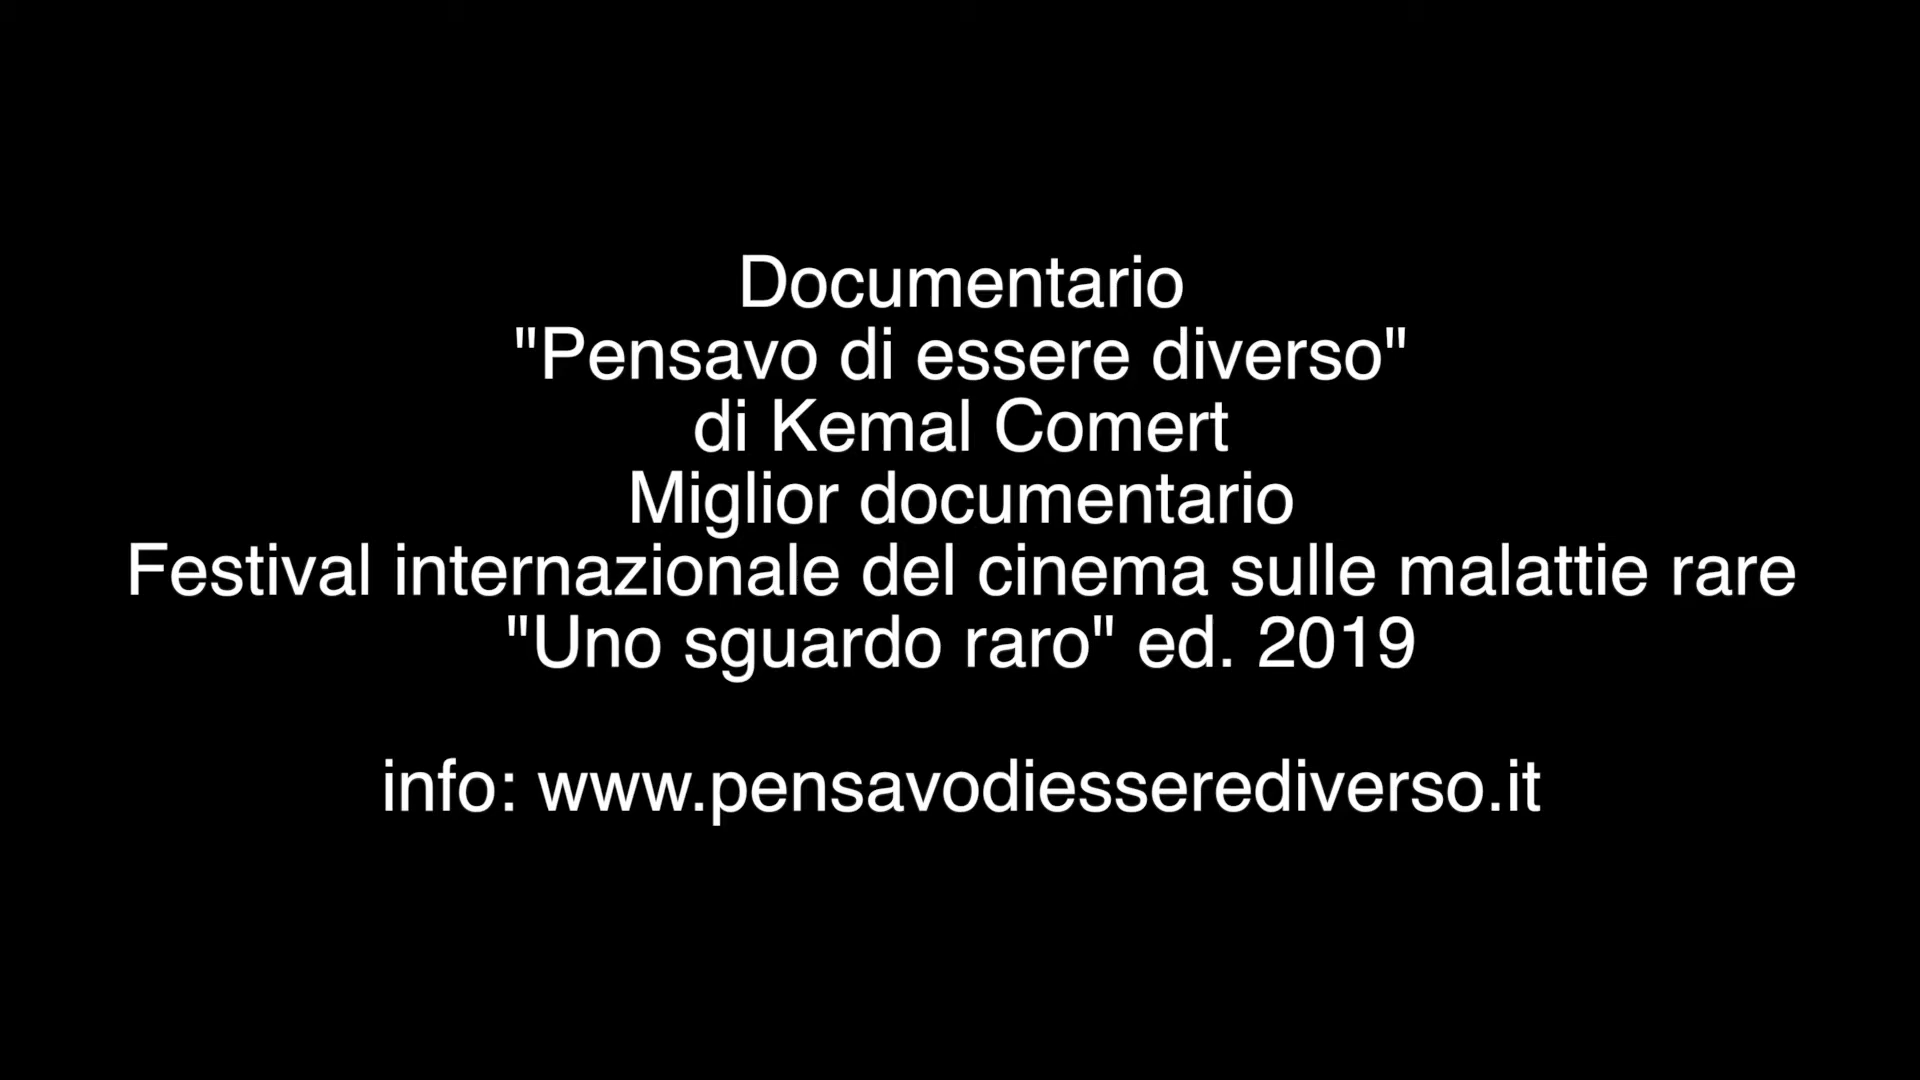 Documentario
"Pensavo di essere diverso"
di Kemal Comert
Miglior documentario
Festival internazionale del cinema sulle malattie rare
"Uno sguardo raro" ed. 2019
info: www.pensavodiesserediverso.it